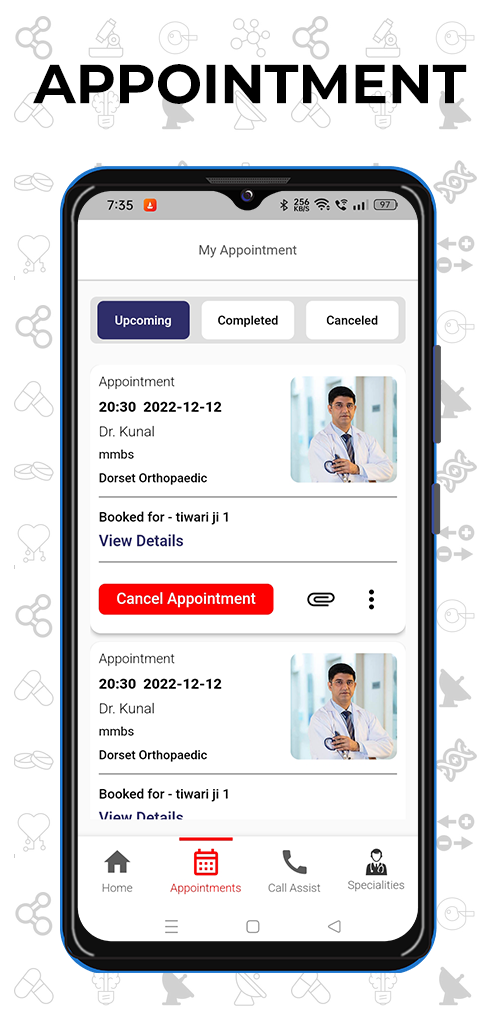 APPOINTMENT
7:35 256 KB/S 97
My Appointment
Upcoming Completed Canceled
Appointment
20:30 2022-12-12
Dr. Kunal
mmbs
Dorset Orthopaedic
Booked for - tiwari ji 1
View Details
Cancel Appointment
Appointment
20:30 2022-12-12
Dr. Kunal
mmbs
Dorset Orthopaedic
Booked for - tiwari ji 1
View Details
Home Appointments Call Assist Specialities